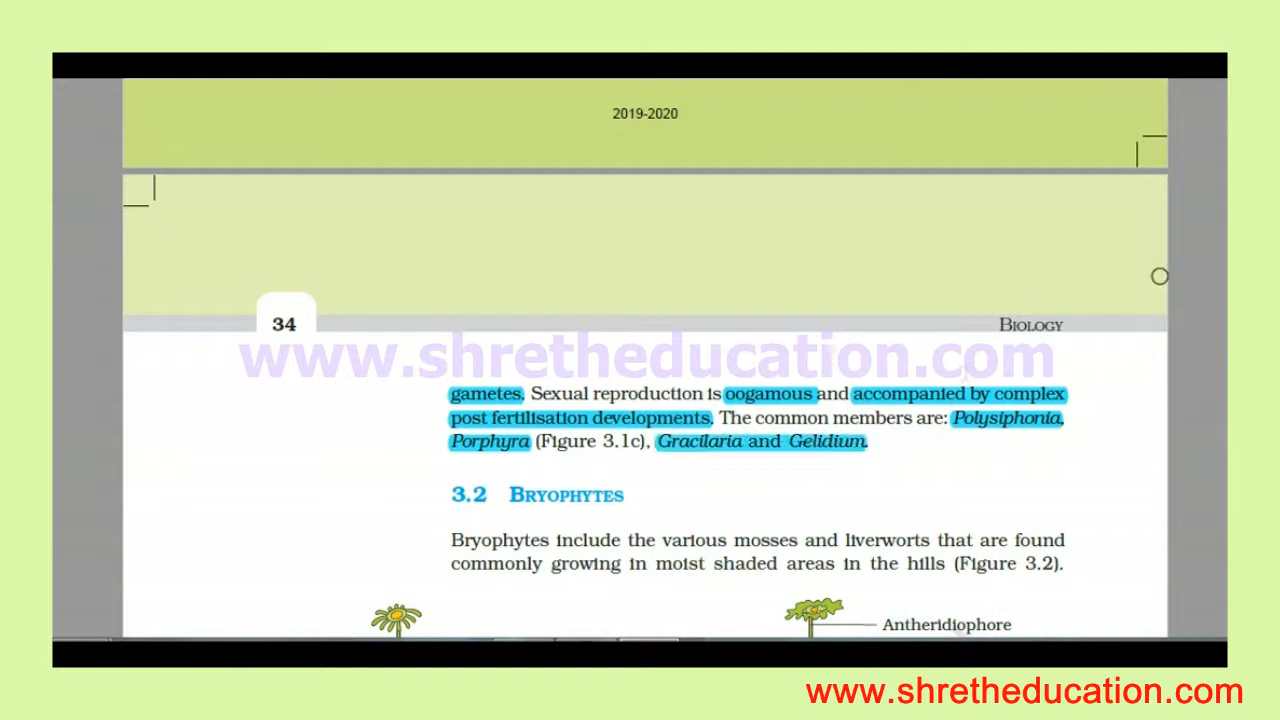 2019-2020
34
BIOLOGY
www.shretheducation.com
gametes. Sexual reproduction is oogamous and accompanied by complex
post fertilisation developments. The common members are: Polysiphonia,
Porphyra (Figure 3.1c), Gracilaria and Gelidium.
3.2 BRYOPHYTES
Bryophytes include the various mosses and liverworts that are found
commonly growing in moist shaded areas in the hills (Figure 3.2).
Antheridiophore
www.shretheducation.com